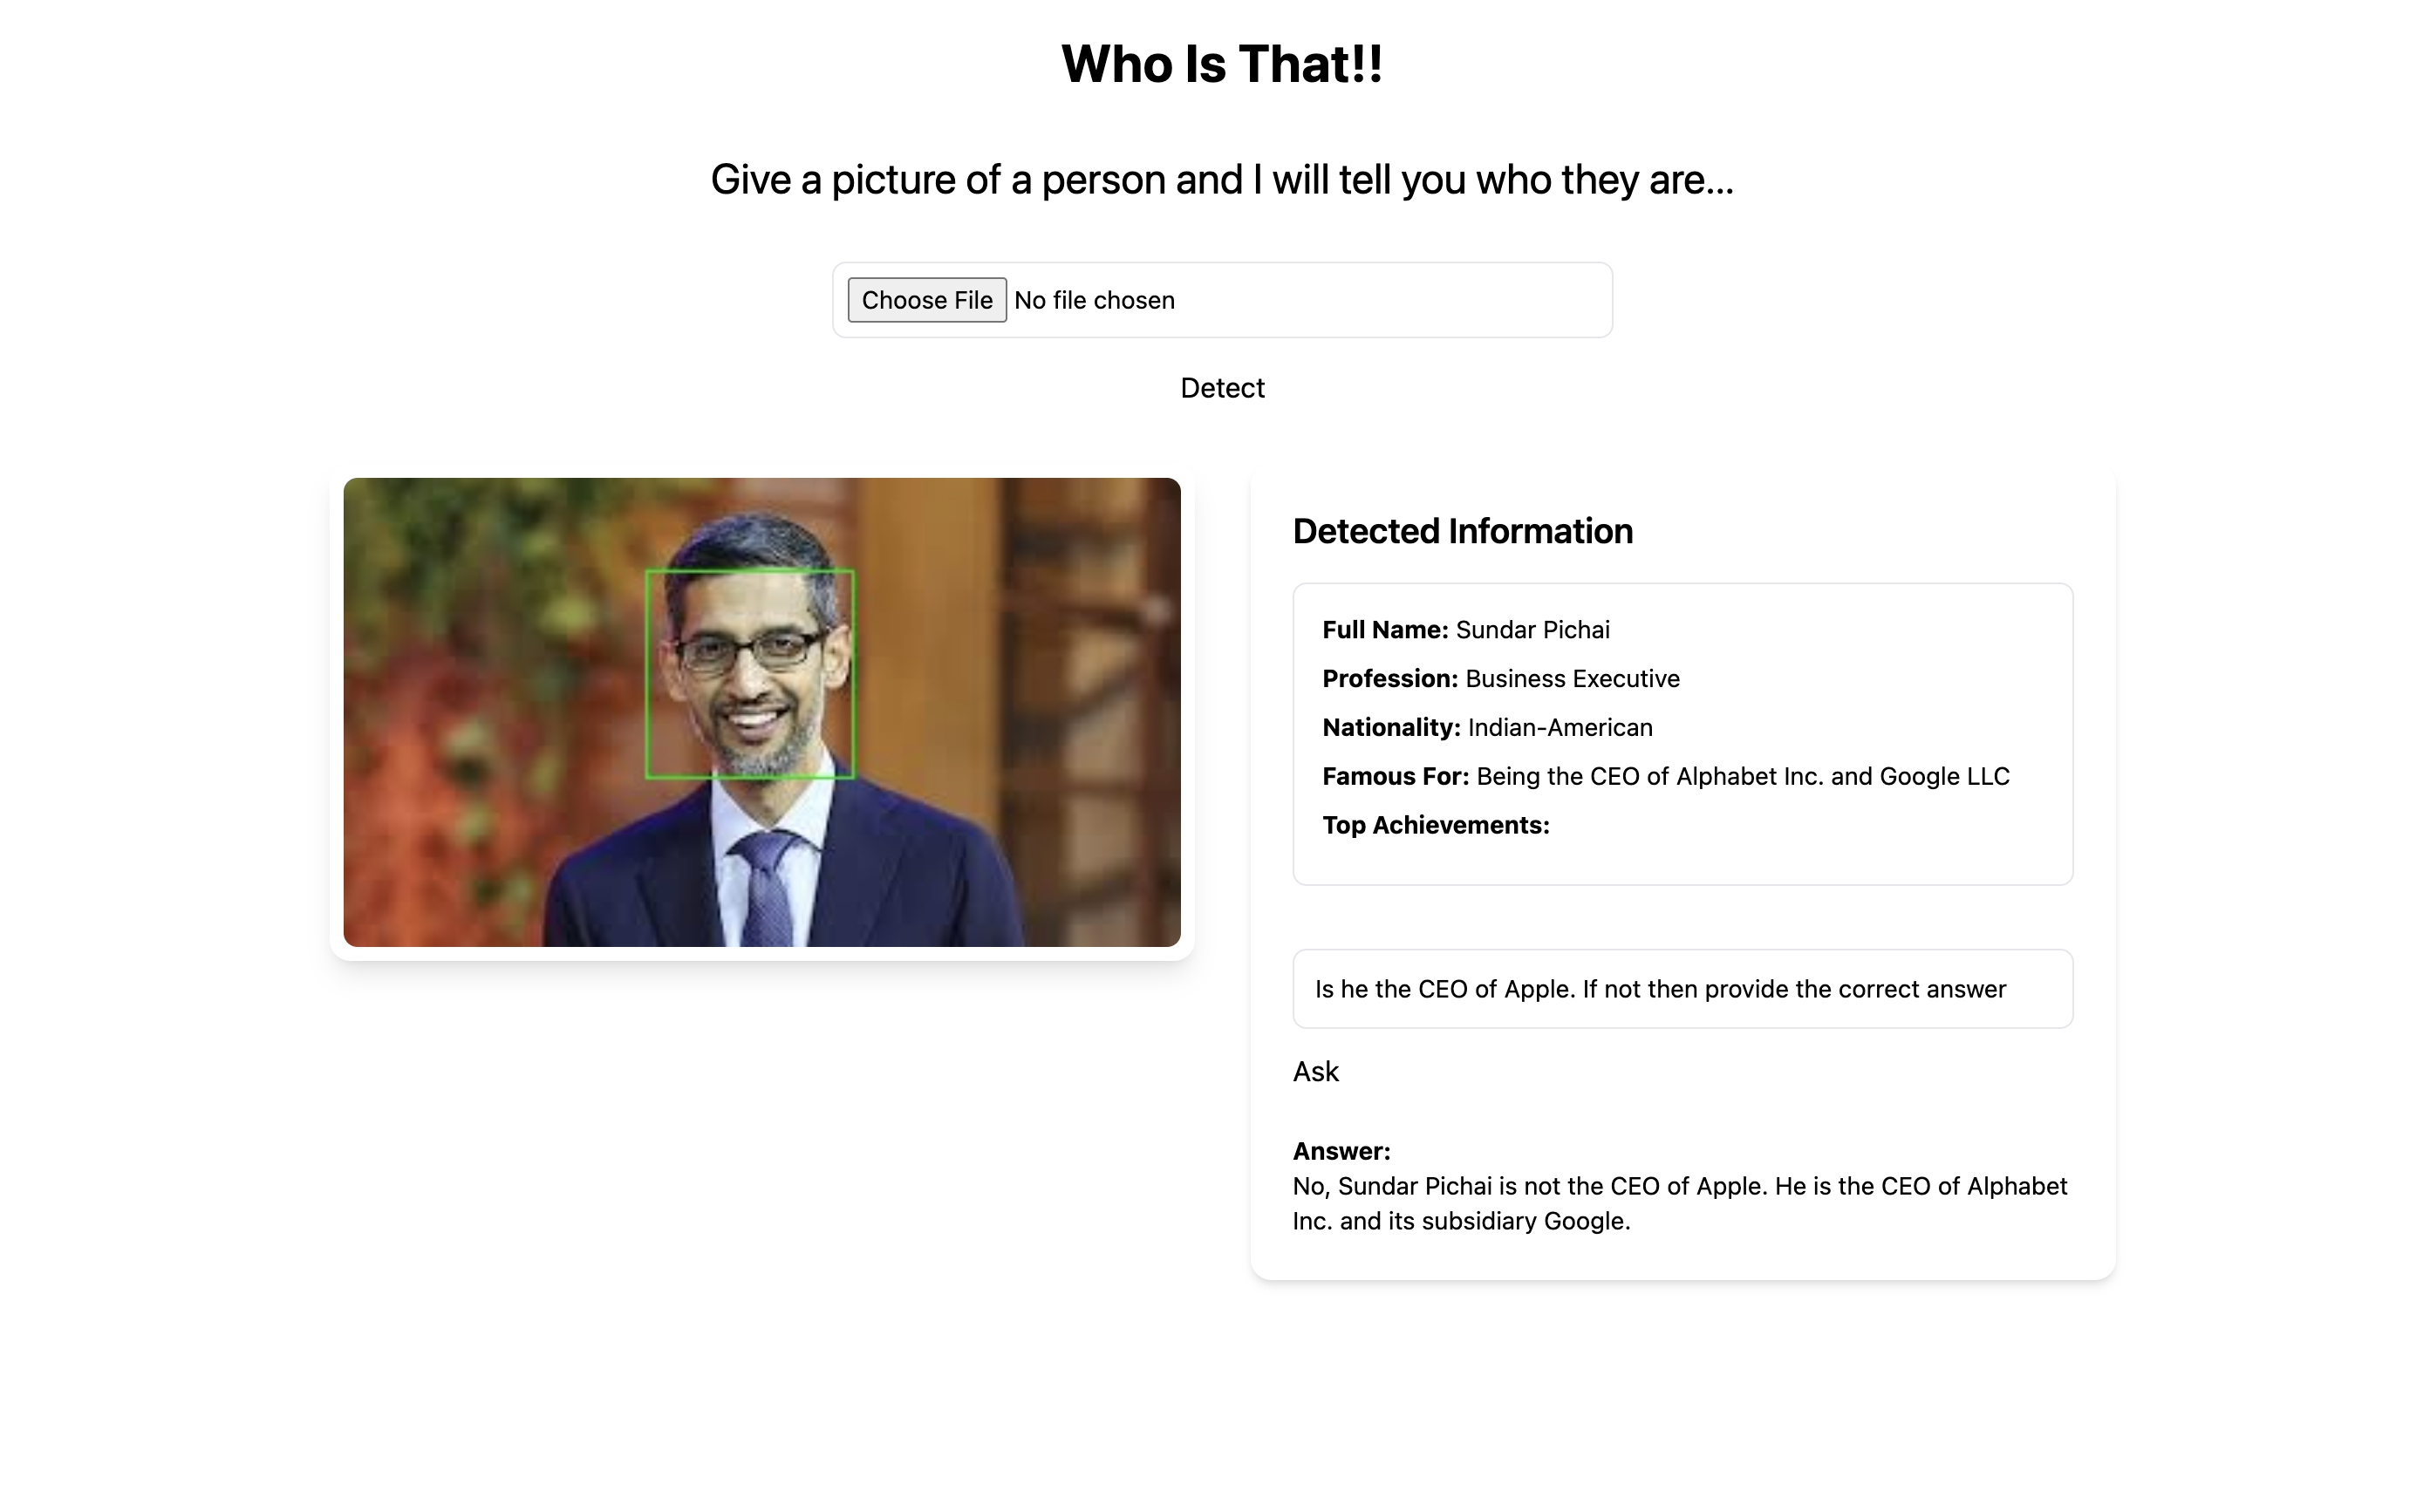 Who Is That!!
Give a picture of a person and I will tell you who they are...
Choose File No file chosen
Detect
Detected Information
Full Name: Sundar Pichai
Profession: Business Executive
Nationality: Indian-American
Famous For: Being the CEO of Alphabet Inc. and Google LLC
Top Achievements:
Is he the CEO of Apple. If not then provide the correct answer
Ask
Answer:
No, Sundar Pichai is not the CEO of Apple. He is the CEO of Alphabet
Inc. and its subsidiary Google.